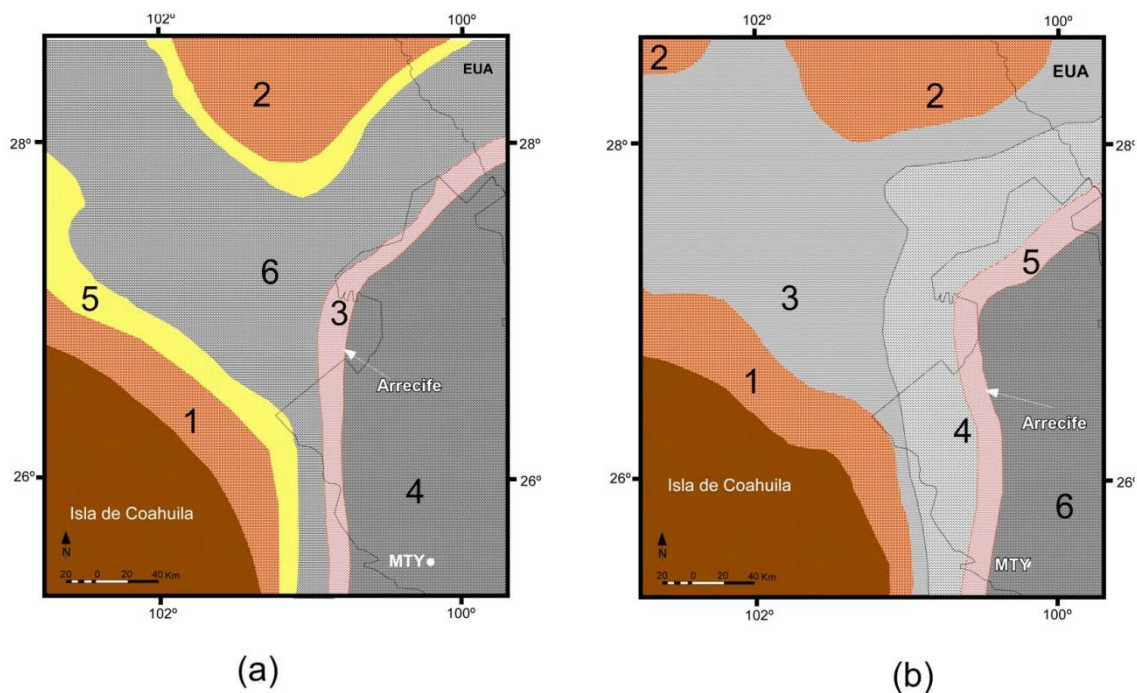 102º 100º
EUA
2
28º 28º
6
5
3
Arrecife
1
4
26º 26º
Isla de Coahuila
N
MTY
20 0 20 40 Km
102º 100º
(a)
102º 100º
2
2
EUA
28º 28º
5
3
1
Arrecife
4
26º 26º
Isla de Coahuila
6
N
MTY
20 0 20 40 Km
102º 100º
(b)